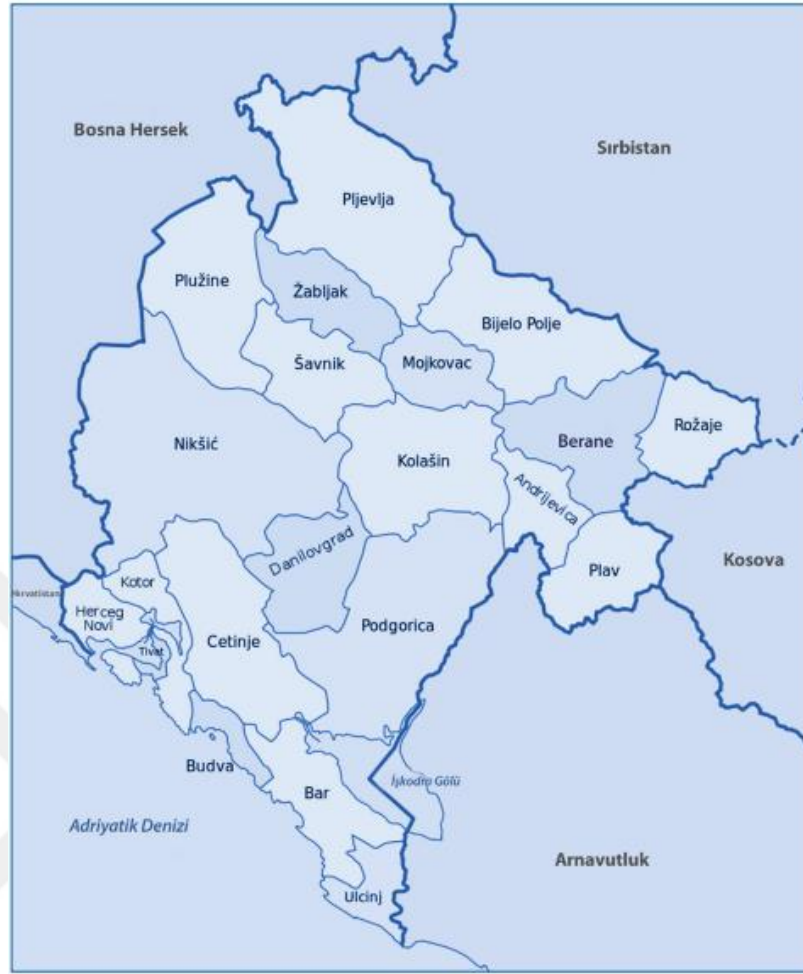 Bosna Hersek
Sırbistan
Pljevlja
Plužine
Žabljak
Bijelo Polje
Šavnik
Mojkovac
Nikšić
Kolašin
Berane
Rožaje
Andrijevica
Danilovgrad
Kosova
Plav
Hırvatistan
Kotor
Herceg
Novi
Tivat
Cetinje
Podgorica
Budva
Bar
İşkodra Gölü
Adriyatik Denizi
Arnavutluk
Ulcinj